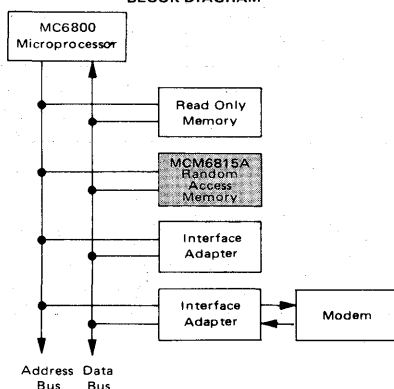 BLOCK DIAGRAM
MC6800
Microprocessor
Read Only
Memory
MCM6815A
Random
Access
Memory
Interface
Adapter
Interface
Adapter
Modem
Address Data
Bus Bus